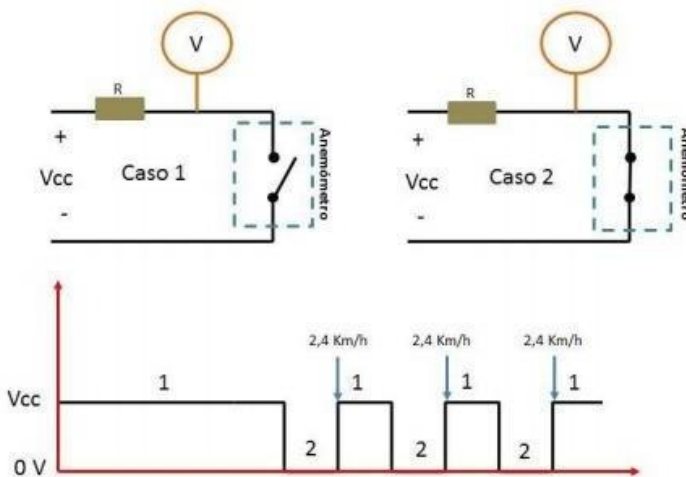 V
V
R
R
+
Vcc
-
Caso 1
Anemómetro
+
Vcc
-
Caso 2
Anemómetro
2,4 Km/h
2,4 Km/h
2,4 Km/h
1
1
1
1
Vcc
2
2
2
0 V